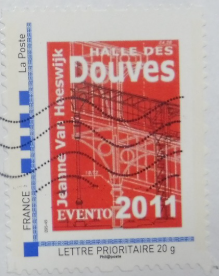 La Poste
FRANCE
HALLE DES
Douves
Jeanne Van Heeswijk
EVENTO 2011
LETTRE PRIORITAIRE 20 g